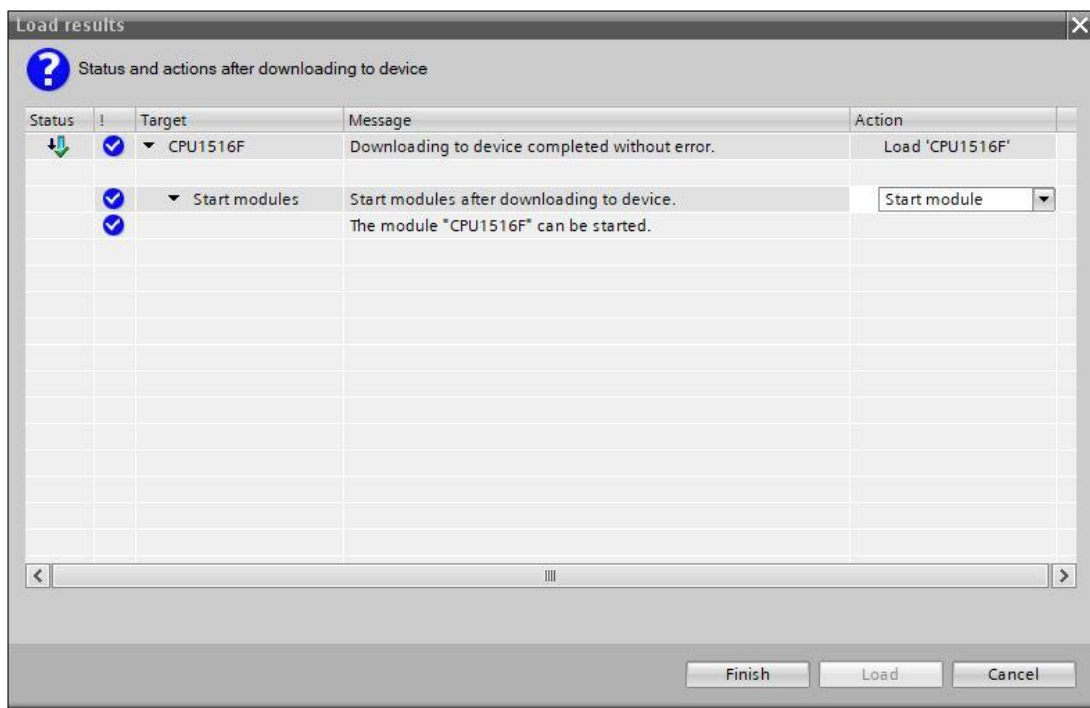 Load results
Status and actions after downloading to device
Status ! Target Message Action
CPU1516F Downloading to device completed without error. Load 'CPU1516F'
Start modules Start modules after downloading to device. Start module
The module "CPU1516F" can be started.
Finish Load Cancel